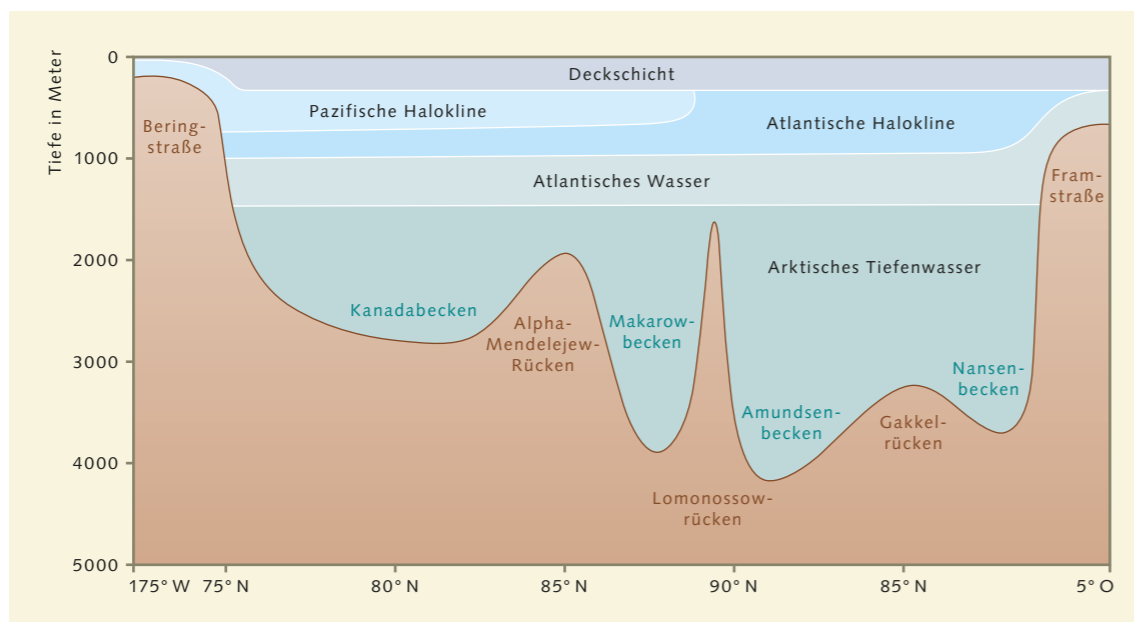 Tiefe in Meter
0
1000
2000
3000
4000
5000
Deckschicht
Pazifische Halokline
Atlantische Halokline
Bering-
straße
Atlantisches Wasser
Fram-
straße
Arktisches Tiefenwasser
Kanadabecken
Alpha-
Mendelejew-
Rücken
Makarow-
becken
Nansen-
becken
Amundsen-
becken
Gakkel-
rücken
Lomonossow-
rücken
175° W 75° N 80° N 85° N 90° N 85° N 5° O